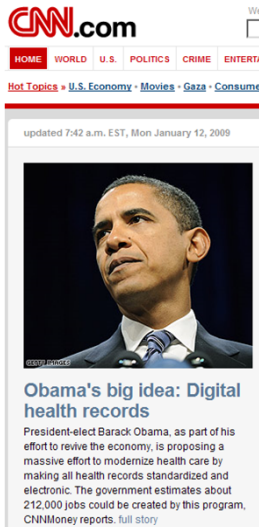 CNN.com
We
HOME WORLD U.S. POLITICS CRIME ENTERTA
Hot Topics » U.S. Economy • Movies • Gaza • Consume
updated 7:42 a.m. EST, Mon January 12, 2009
GETTY IMAGES
Obama's big idea: Digital
health records
President-elect Barack Obama, as part of his
effort to revive the economy, is proposing a
massive effort to modernize health care by
making all health records standardized and
electronic. The government estimates about
212,000 jobs could be created by this program,
CNNMoney reports. full story